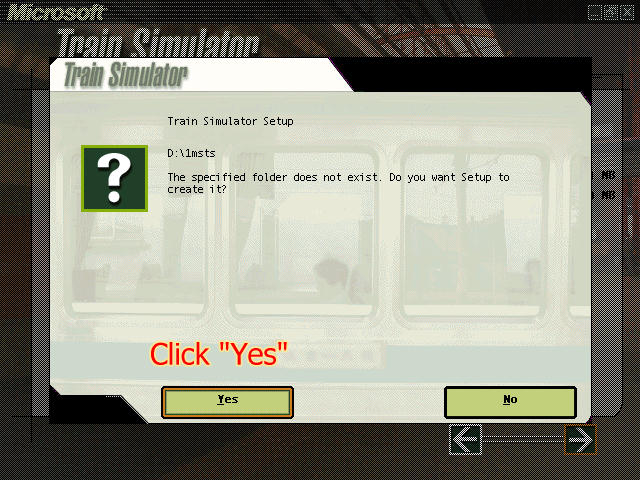 Microsoft
Train Simulator
Train Simulator
Train Simulator Setup
D:\1msts
The specified folder does not exist. Do you want Setup to
create it?
MB
MB
Click "Yes"
Yes
No